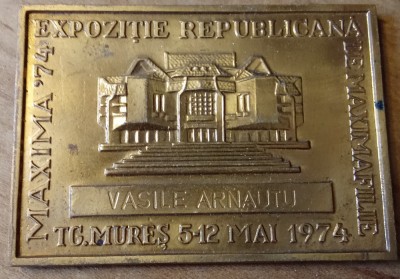 MAXIMA '74
EXPOZIȚIE REPUBLICANĂ
DE MAXIMAFILIE
VASILE ARNĂUTU
TG. MUREȘ 5-12 MAI 1974